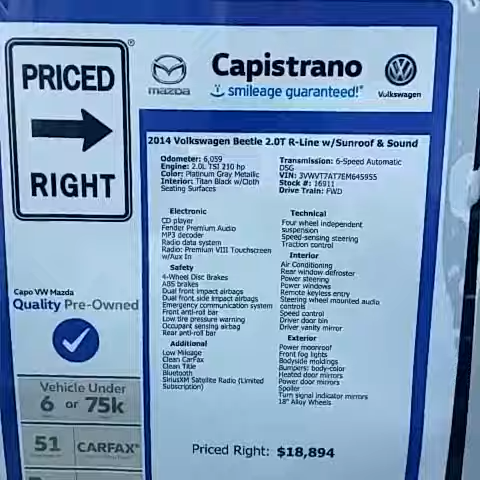 PRICED
RIGHT
®
mazda
Capistrano
smileage guaranteed!®
Volkswagen
2014 Volkswagen Beetle 2.0T R-Line w/Sunroof & Sound
Odometer: 6,059
Engine: 2.0L TSI 210 hp
Color: Platinum Gray Metallic
Interior: Titan Black w/Cloth
Seating Surfaces
Transmission: 6-Speed Automatic
DSG
VIN: 3VWVT7AT7EM645955
Stock #: 16911
Drive Train: FWD
Electronic
CD player
Fender Premium Audio
MP3 decoder
Radio data system
Radio: Premium VIII Touchscreen
w/Aux In
Safety
4-Wheel Disc Brakes
ABS brakes
Dual front impact airbags
Dual front side impact airbags
Emergency communication system
Front anti-roll bar
Low tire pressure warning
Occupant sensing airbag
Rear anti-roll bar
Additional
Low Mileage
Clean CarFax
Clean Title
Bluetooth
SiriusXM Satellite Radio (Limited
Subscription)
Technical
Four wheel independent
suspension
Speed-sensing steering
Traction control
Interior
Air Conditioning
Rear window defroster
Power steering
Power windows
Remote keyless entry
Steering wheel mounted audio
controls
Speed control
Driver door bin
Driver vanity mirror
Exterior
Power moonroof
Front fog lights
Bodyside moldings
Bumpers: body-color
Heated door mirrors
Power door mirrors
Spoiler
Turn signal indicator mirrors
18" Alloy Wheels
Priced Right: $18,894
Capo VW Mazda
Quality Pre-Owned
Vehicle Under
6 or 75k
51
CARFAX